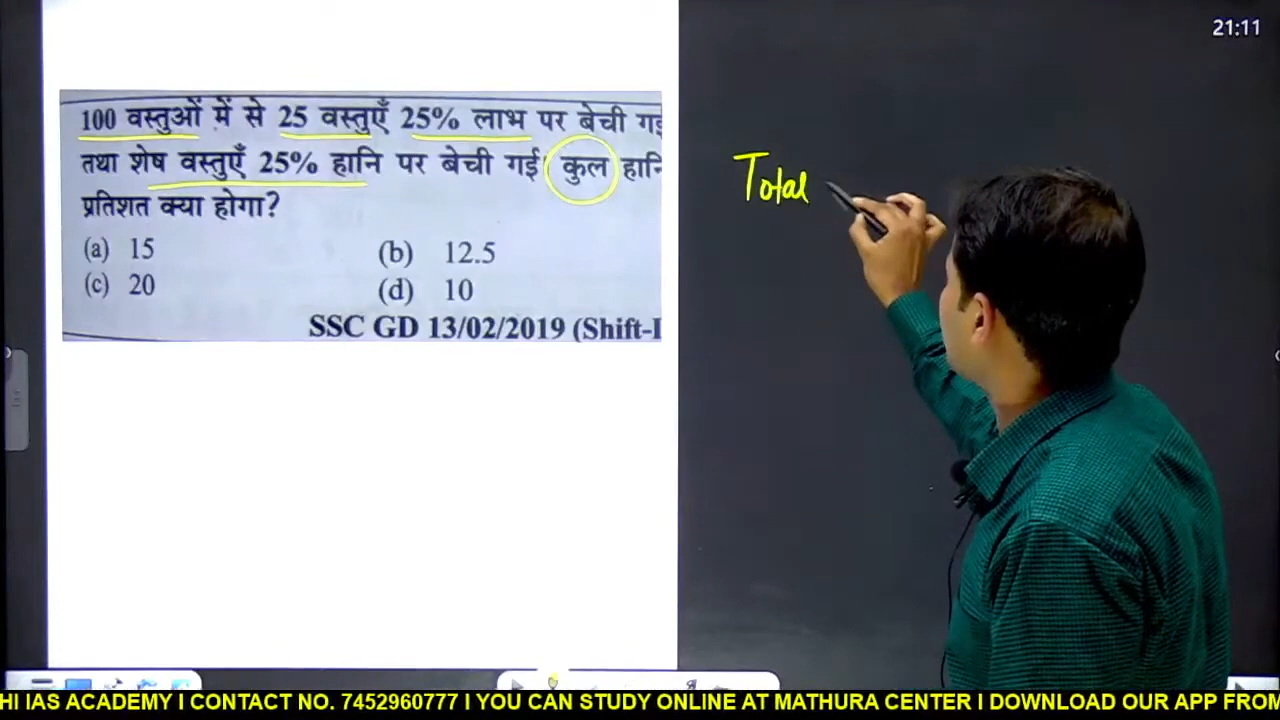 21:11
100 वस्तुओं में से 25 वस्तुएँ 25% लाभ पर बेची
तथा शेष वस्तुएँ 25% हानि पर बेची गई। कुल
प्रतिशत क्या होगा?
(a) 15 (b) 12.5
(c) 20 (d) 10
SSC GD 13/02/2019 (Shift-I
Total
HI IAS ACADEMY I CONTACT NO. 7452960777 I YOU CAN STUDY ONLINE AT MATHURA CENTER I DOWNLOAD OUR APP FROM